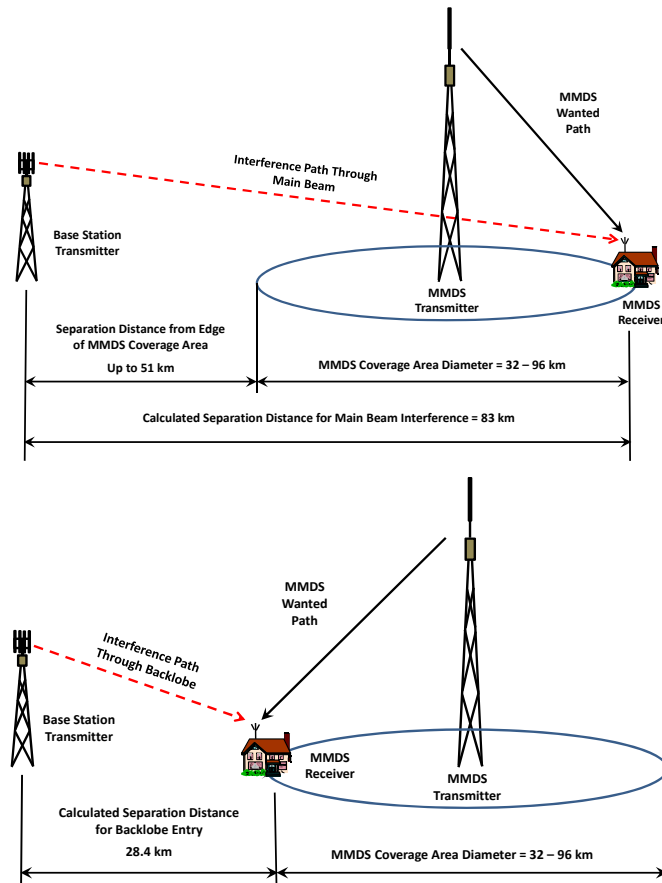 MMDS
Wanted
Path
Interference Path Through
Main Beam
Base Station
Transmitter
MMDS
Transmitter
MMDS
Receiver
Separation Distance from Edge
of MMDS Coverage Area
Up to 51 km
MMDS Coverage Area Diameter = 32 – 96 km
Calculated Separation Distance for Main Beam Interference = 83 km
MMDS
Wanted
Path
Interference Path
Through Backlobe
Base Station
Transmitter
MMDS
Receiver
MMDS
Transmitter
Calculated Separation Distance
for Backlobe Entry
28.4 km
MMDS Coverage Area Diameter = 32 – 96 km